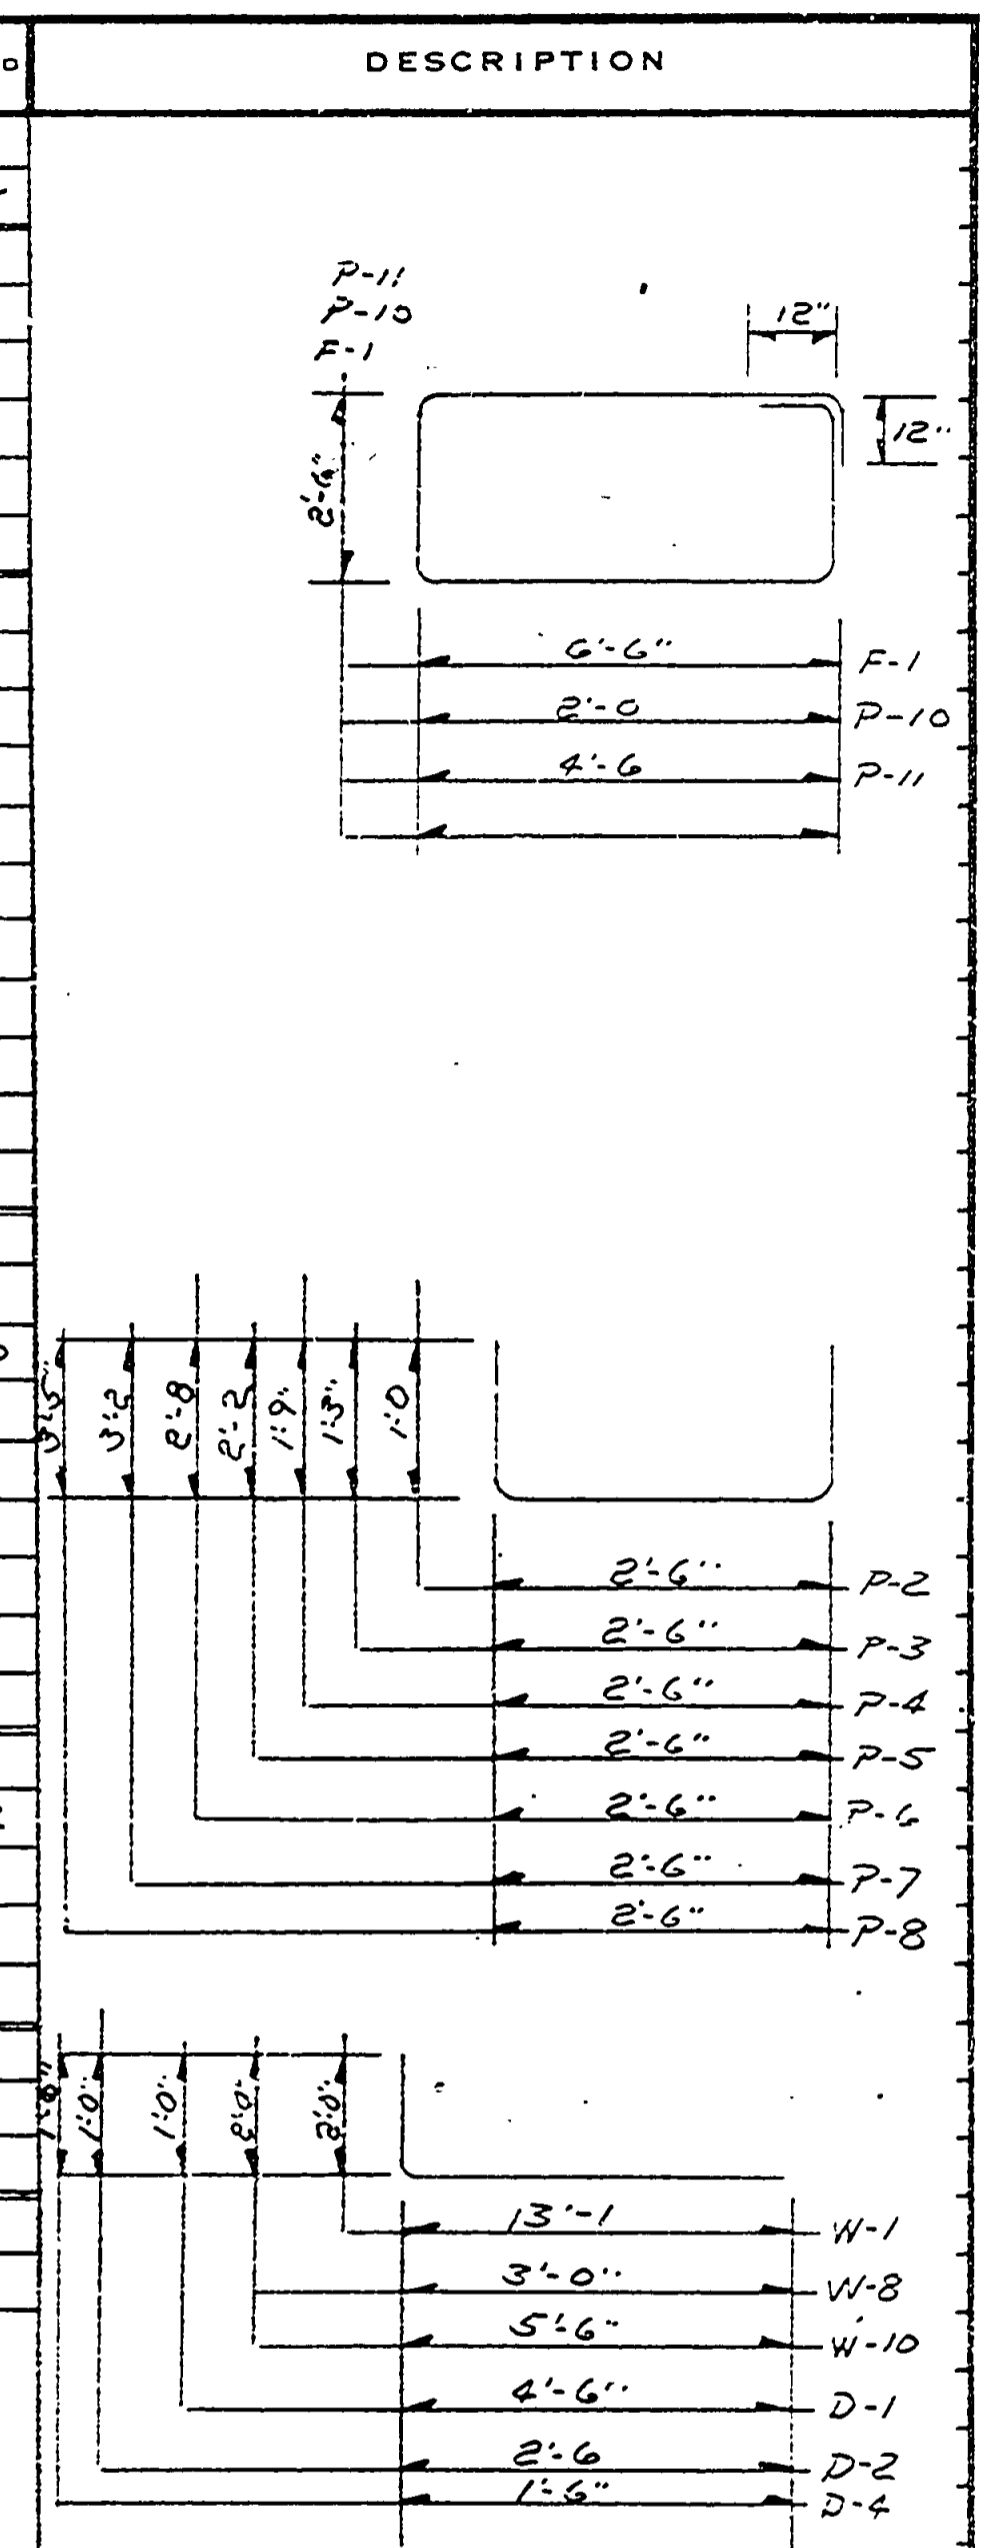 DESCRIPTION
P-11
P-10
F-1
12"
12"
2'-6"
6'-6" F-1
2'-0 P-10
4'-6 P-11
3'-5" 3'-2 2'-8 2'-2 1'-9" 1'-3" 1'-0
2'-6" P-2
2'-6" P-3
2'-6" P-4
2'-6" P-5
2'-6" P-6
2'-6" P-7
2'-6" P-8
1'-0" 1'-0" 2'-0" 2'-0"
13'-1 W-1
3'-0" W-8
5'-6" W-10
4'-6" D-1
2'-6 D-2
1'-6" D-4